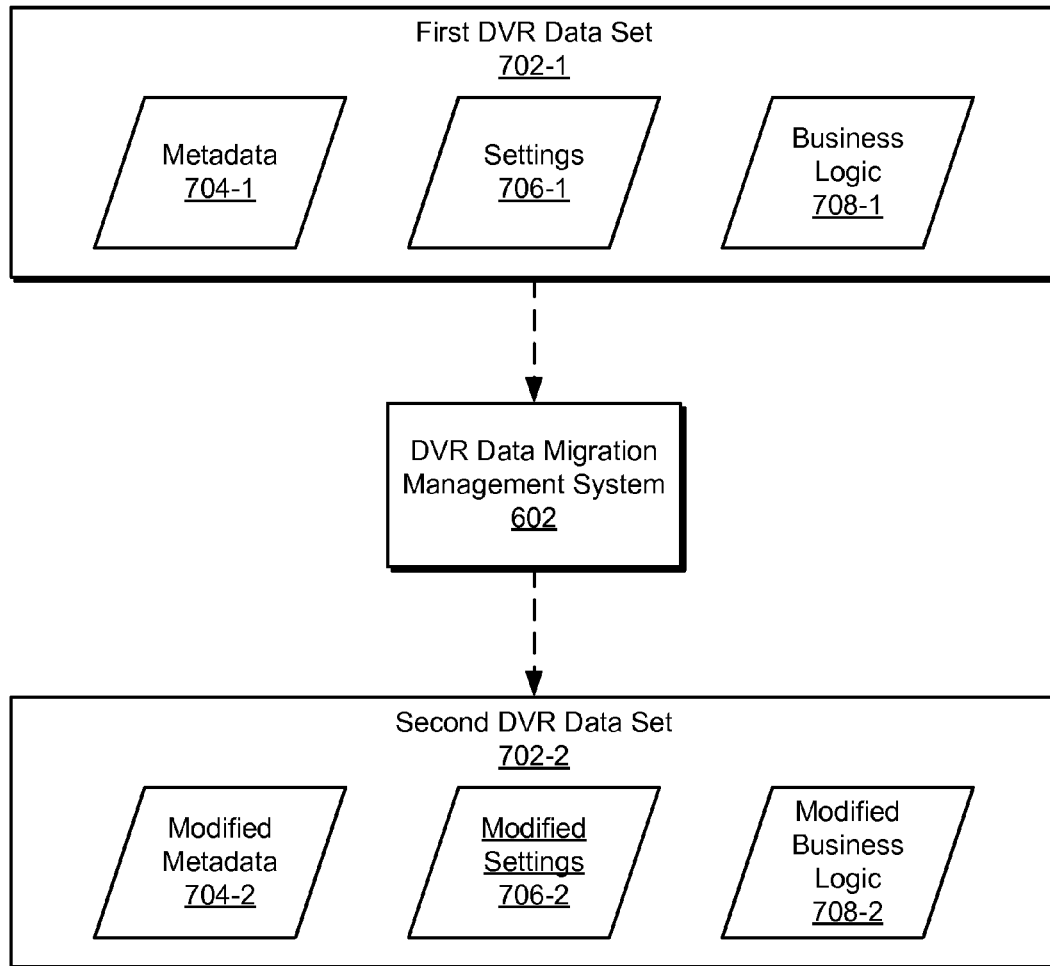 First DVR Data Set
702-1
Metadata
704-1
Settings
706-1
Business
Logic
708-1
DVR Data Migration
Management System
602
Second DVR Data Set
702-2
Modified
Metadata
704-2
Modified
Settings
706-2
Modified
Business
Logic
708-2